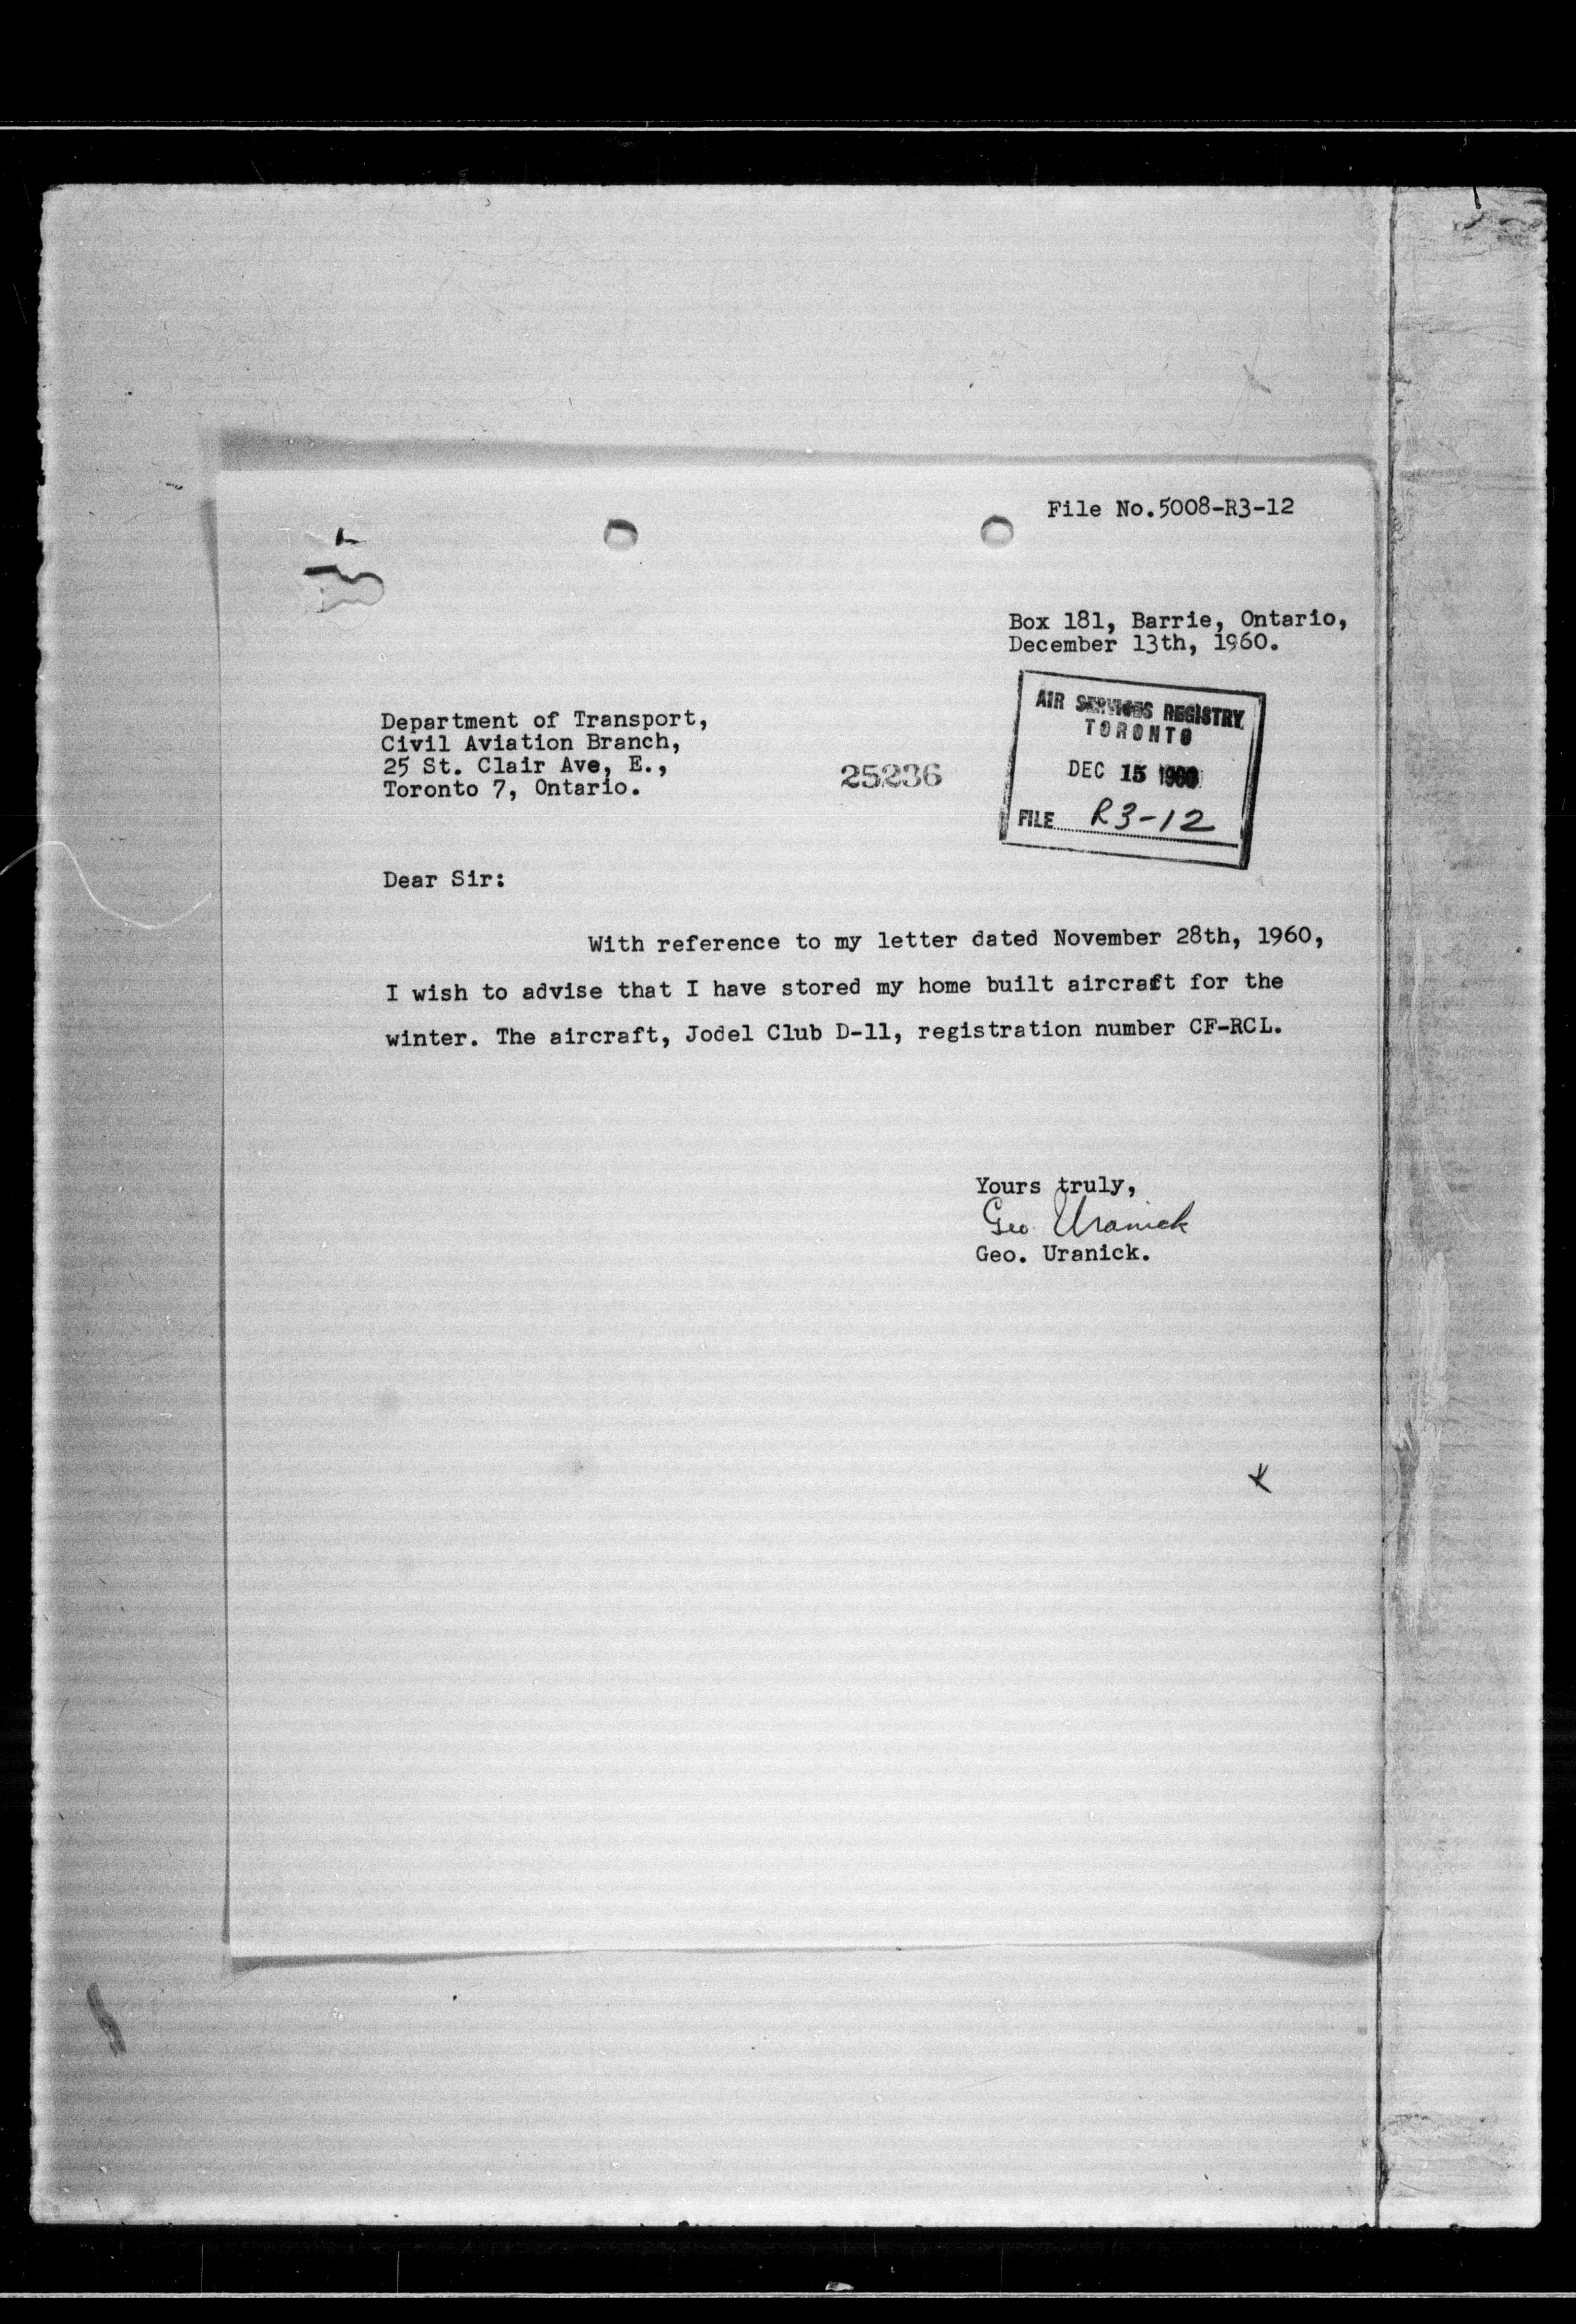 File No.5008-R3-12
Box 181, Barrie, Ontario,
December 13th, 1960.
AIR SERVICES REGISTRY
TORONTO
DEC 15 1960
FILE R3-12
Department of Transport,
Civil Aviation Branch,
25 St. Clair Ave, E.,
Toronto 7, Ontario.
25236
Dear Sir:
With reference to my letter dated November 28th, 1960,
I wish to advise that I have stored my home built aircraft for the
winter. The aircraft, Jodel Club D-11, registration number CF-RCL.
Yours truly,
Geo Uranick
Geo. Uranick.